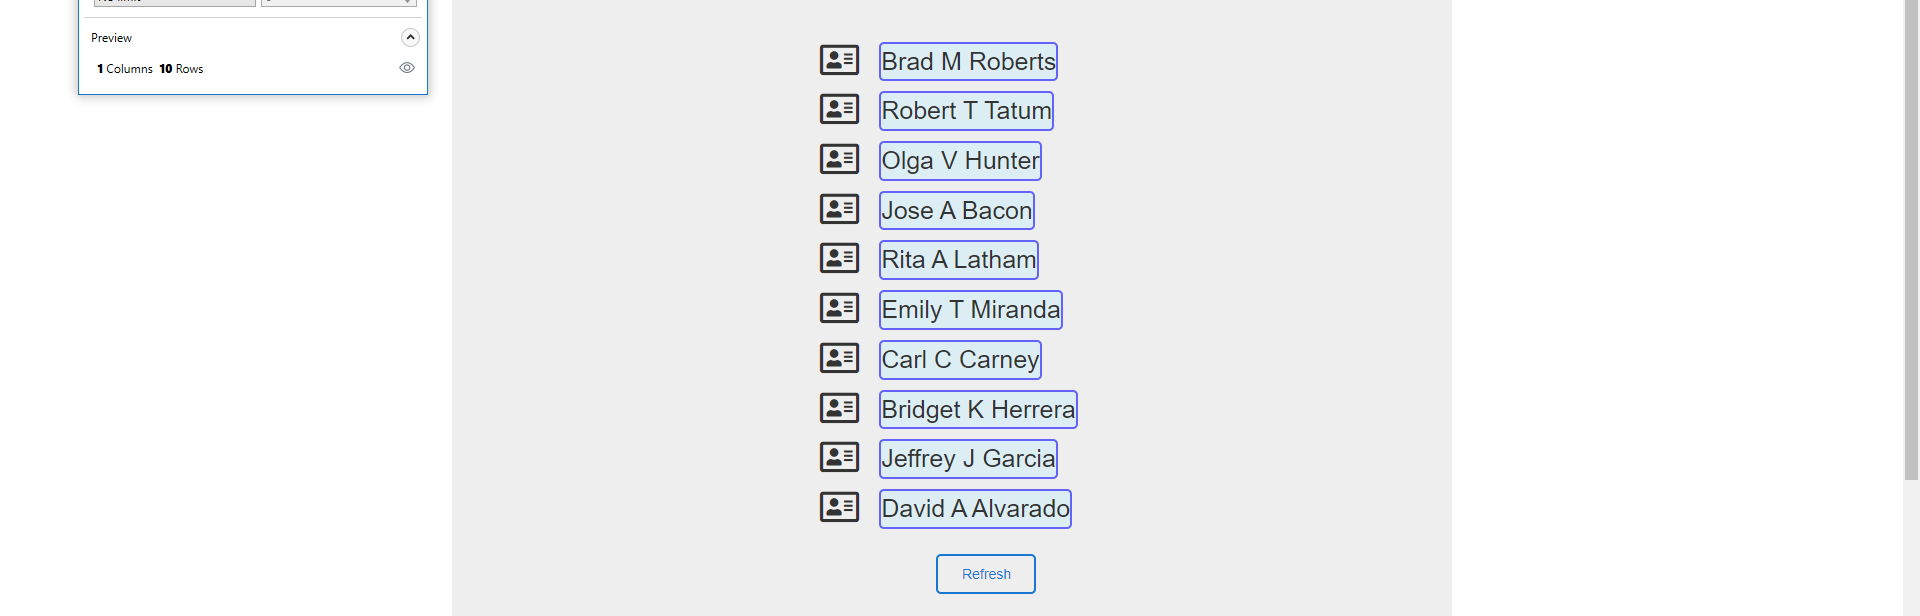 Preview
1 Columns 10 Rows
Brad M Roberts
Robert T Tatum
Olga V Hunter
Jose A Bacon
Rita A Latham
Emily T Miranda
Carl C Carney
Bridget K Herrera
Jeffrey J Garcia
David A Alvarado
Refresh